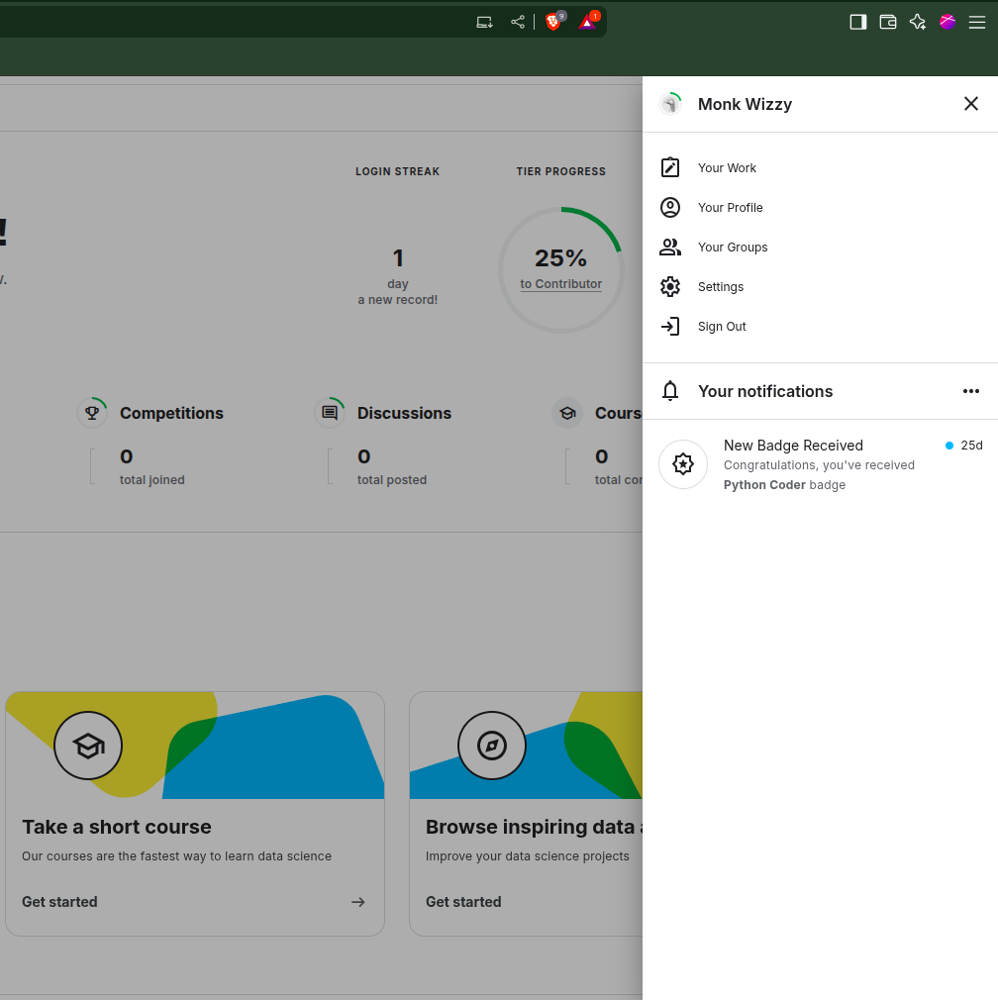 9
1
Monk Wizzy
Your Work
Your Profile
Your Groups
Settings
Sign Out
Your notifications
New Badge Received
25d
Congratulations, you've received
Python Coder badge
!
LOGIN STREAK
TIER PROGRESS
1
day
a new record!
25%
to Contributor
Competitions
0
total joined
Discussions
0
total posted
Cours
0
total cor
Take a short course
Our courses are the fastest way to learn data science
Get started
Browse inspiring data
Improve your data science projects
Get started